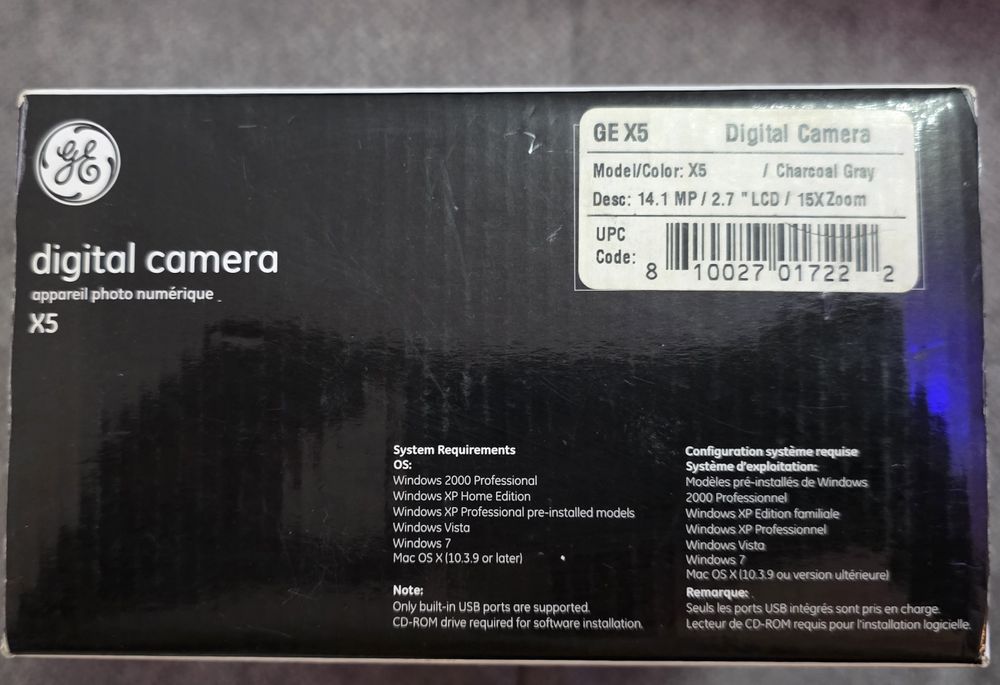 GE
digital camera
appareil photo numérique
X5
GE X5 Digital Camera
Model/Color: X5 / Charcoal Gray
Desc: 14.1 MP / 2.7 " LCD / 15X Zoom
UPC
Code:
8 10027 01722 2
System Requirements
OS:
Windows 2000 Professional
Windows XP Home Edition
Windows XP Professional pre-installed models
Windows Vista
Windows 7
Mac OS X (10.3.9 or later)
Note:
Only built-in USB ports are supported.
CD-ROM drive required for software installation.
Configuration système requise
Système d'exploitation:
Modèles pré-installés de Windows
2000 Professionnel
Windows XP Edition familiale
Windows XP Professionnel
Windows Vista
Windows 7
Mac OS X (10.3.9 ou version ultérieure)
Remarque:
Seuls les ports USB intégrés sont pris en charge.
Lecteur de CD-ROM requis pour l'installation logicielle.